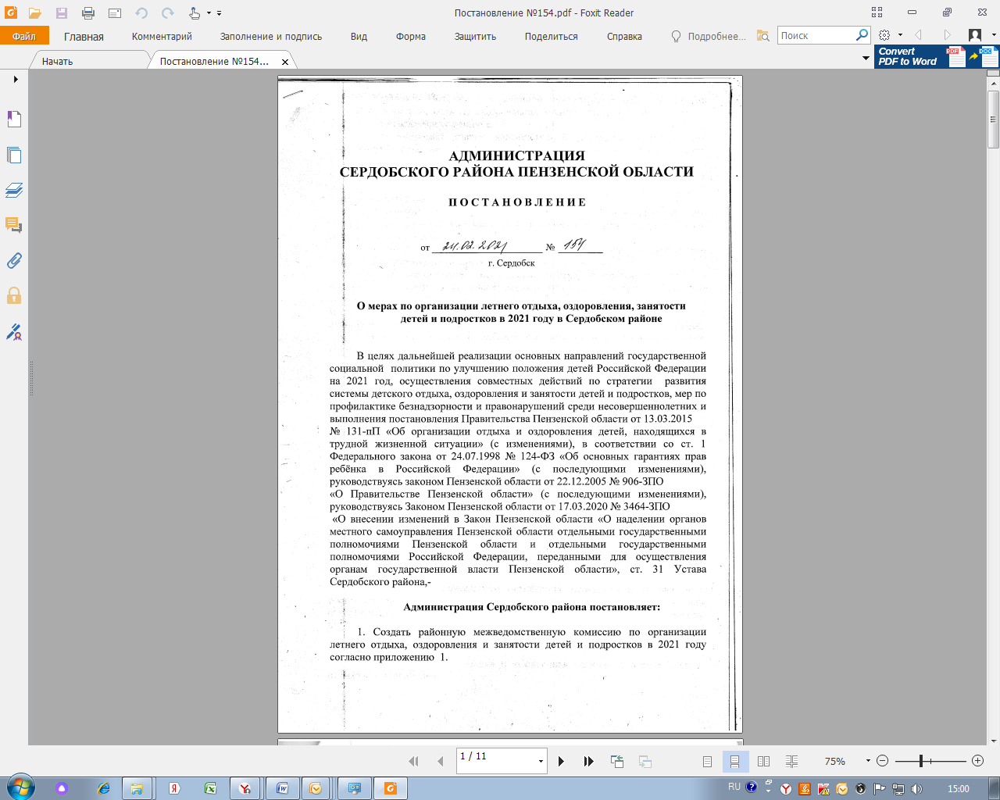 Постановление №154.pdf - Foxit Reader
Файл Главная Комментарий Заполнение и подпись Вид Форма Защитить Поделиться Справка Подробнее... Поиск
Начать Постановление №154...
Convert
PDF to Word
PDF DOC
АДМИНИСТРАЦИЯ
СЕРДОБСКОГО РАЙОНА ПЕНЗЕНСКОЙ ОБЛАСТИ
П О С Т А Н О В Л Е Н И Е
от 24.02.2021 № 154
г. Сердобск
О мерах по организации летнего отдыха, оздоровления, занятости
детей и подростков в 2021 году в Сердобском районе
В целях дальнейшей реализации основных направлений государственной
социальной политики по улучшению положения детей Российской Федерации
на 2021 год, осуществления совместных действий по стратегии развития
системы детского отдыха, оздоровления и занятости детей и подростков, мер по
профилактике безнадзорности и правонарушений среди несовершеннолетних и
выполнения постановления Правительства Пензенской области от 13.03.2015
№ 131-пП «Об организации отдыха и оздоровления детей, находящихся в
трудной жизненной ситуации» (с изменениями), в соответствии со ст. 1
Федерального закона от 24.07.1998 № 124-ФЗ «Об основных гарантиях прав
ребёнка в Российской Федерации» (с последующими изменениями),
руководствуясь законом Пензенской области от 22.12.2005 № 906-ЗПО
«О Правительстве Пензенской области» (с последующими изменениями),
руководствуясь Законом Пензенской области от 17.03.2020 № 3464-ЗПО
«О внесении изменений в Закон Пензенской области «О наделении органов
местного самоуправления Пензенской области отдельными государственными
полномочиями Пензенской области и отдельными государственными
полномочиями Российской Федерации, переданными для осуществления
органам государственной власти Пензенской области», ст. 31 Устава
Сердобского района,-
Администрация Сердобского района постановляет:
1. Создать районную межведомственную комиссию по организации
летнего отдыха, оздоровления и занятости детей и подростков в 2021 году
согласно приложению 1.
1 / 11
75%
RU
15:00